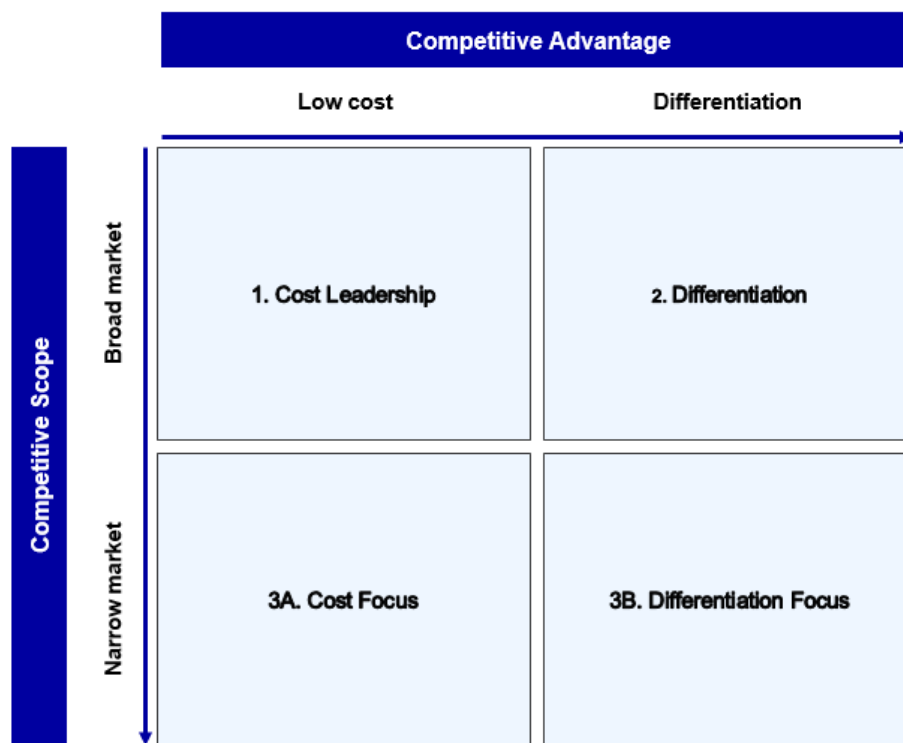 Competitive Advantage
Low cost
Differentiation
Competitive Scope
Broad market
1. Cost Leadership
2. Differentiation
Narrow market
3A. Cost Focus
3B. Differentiation Focus